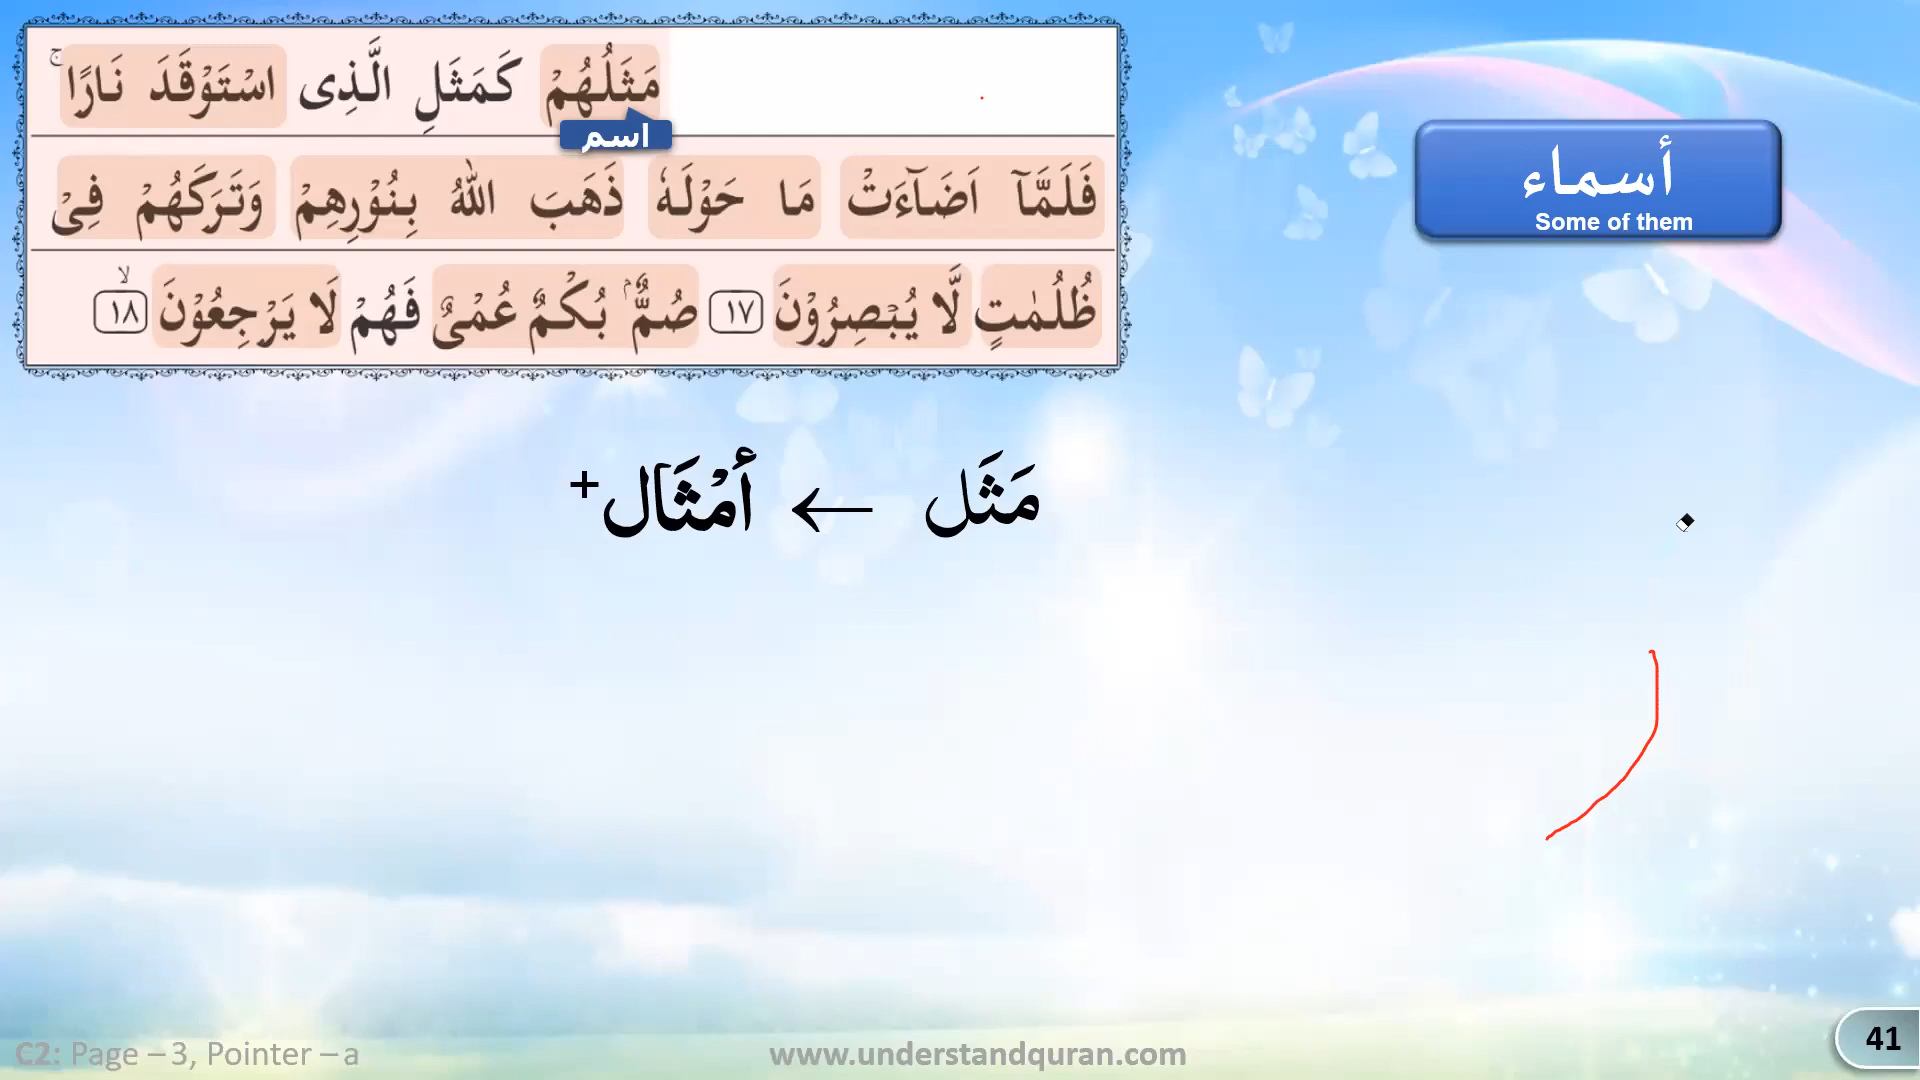 مَثَلُهُمْ كَمَثَلِ الَّذِی اسْتَوْقَدَ نَارًا ۚ
اسم
فَلَمَّآ اَضَآءَتْ مَا حَوْلَهٗ ذَهَبَ اللّٰهُ بِنُوْرِهِمْ وَتَرَكَهُمْ فِیْ
ظُلُمٰتٍ لَّا یُبْصِرُوْنَ ١٧ صُمٌّۢ بُكْمٌ عُمْیٌ فَهُمْ لَا یَرْجِعُوْنَ ١٨ ۙ
أسماء
Some of them
مَثَل ← أَمْثَال+
C2: Page – 3, Pointer – a
www.understandquran.com
41